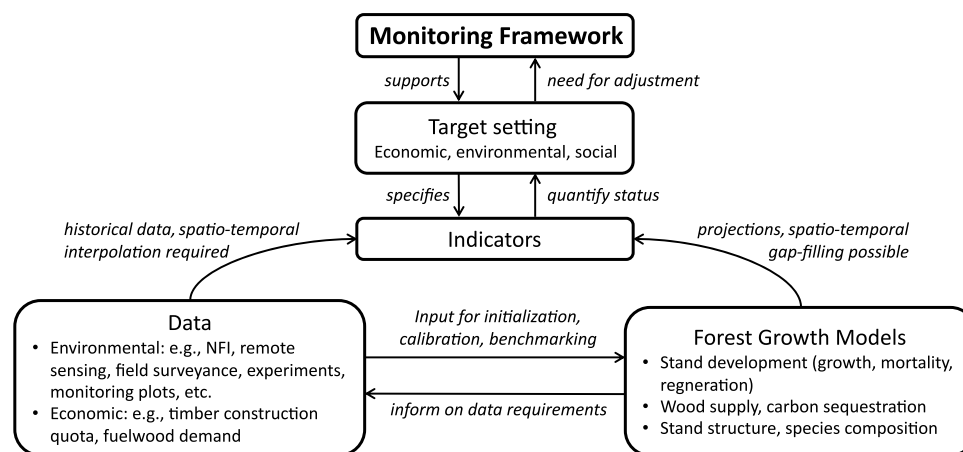 Monitoring Framework
supports
need for adjustment
Target setting
Economic, environmental, social
specifies
quantify status
historical data, spatio-temporal
interpolation required
Indicators
projections, spatio-temporal
gap-filling possible
Data
• Environmental: e.g., NFI, remote
sensing, field surveyance, experiments,
monitoring plots, etc.
• Economic: e.g., timber construction
quota, fuelwood demand
Input for initialization,
calibration, benchmarking
inform on data requirements
Forest Growth Models
• Stand development (growth, mortality,
regneration)
• Wood supply, carbon sequestration
• Stand structure, species composition